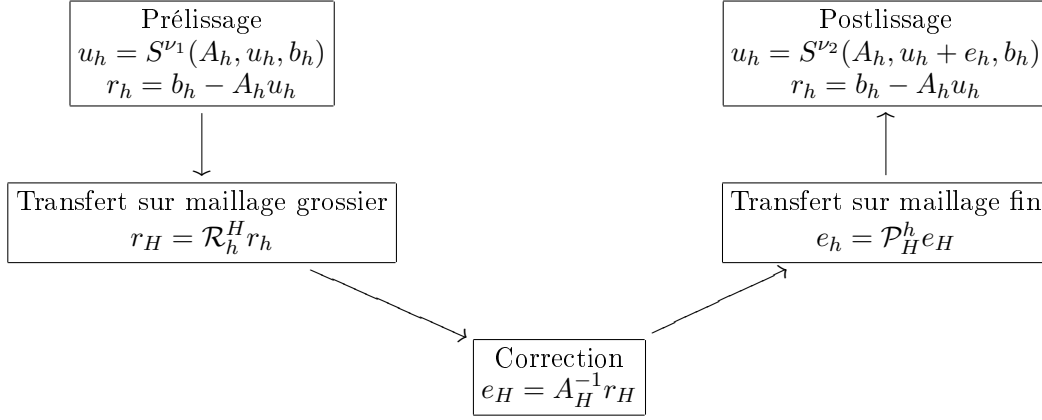 Prélissage
u_h = S^{ν_1}(A_h, u_h, b_h)
r_h = b_h − A_h u_h
Transfert sur maillage grossier
r_H = \mathcal{R}_h^H r_h
Correction
e_H = A_H^{-1} r_H
Transfert sur maillage fin
e_h = \mathcal{P}_H^h e_H
Postlissage
u_h = S^{ν_2}(A_h, u_h + e_h, b_h)
r_h = b_h − A_h u_h